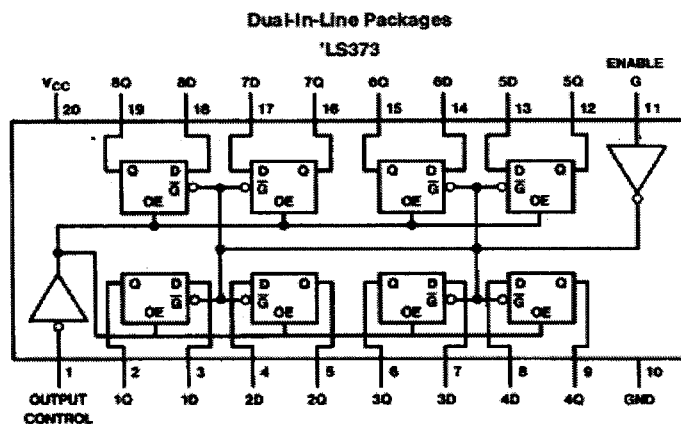 Dual-In-Line Packages
'LS373
ENABLE
VCC 8Q 8D 7D 7Q 6Q 6D 5D 5Q G
20 19 18 17 16 15 14 13 12 11
Q D D Q Q D D Q
G G G G
OE OE OE OE
Q D D Q Q D D Q
G G G G
OE OE OE OE
1 2 3 4 5 6 7 8 9 10
OUTPUT 1Q 1D 2D 2Q 3Q 3D 4D 4Q GND
CONTROL